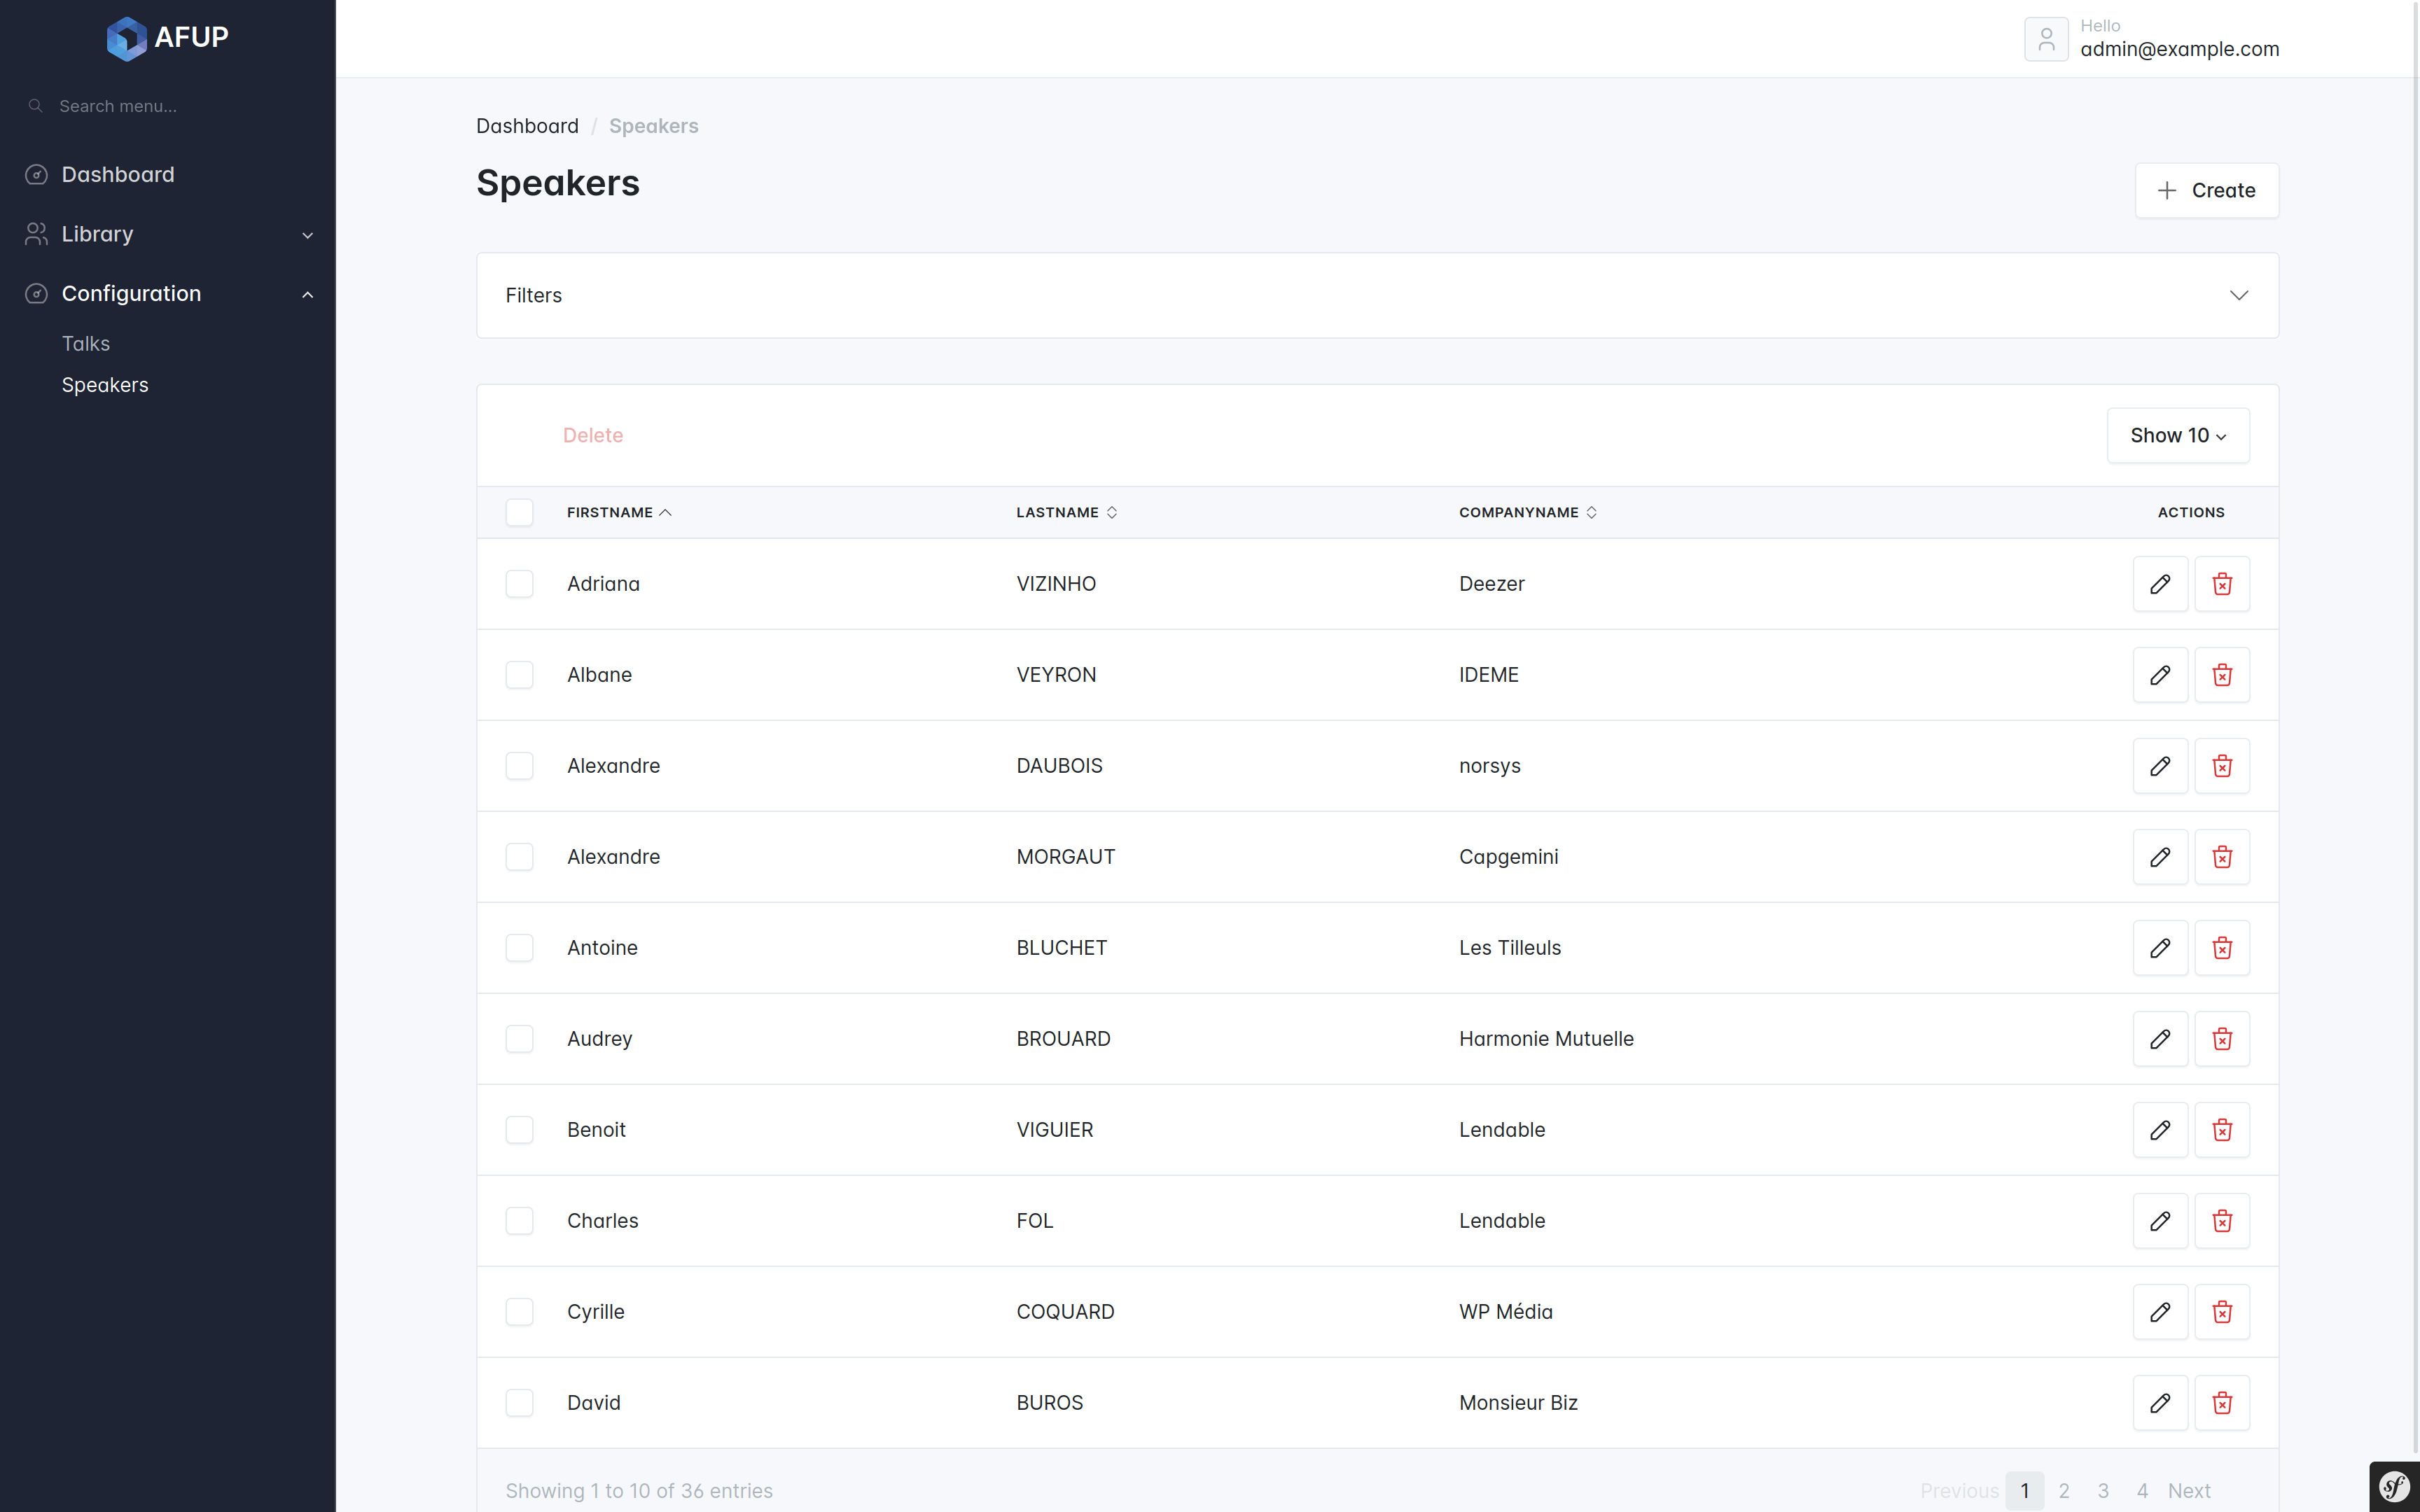 AFUP
Search menu...
Dashboard
Library
Configuration
Talks
Speakers
Hello
admin@example.com
Dashboard / Speakers
Speakers
Create
Filters
Delete
Show 10
FIRSTNAME LASTNAME COMPANYNAME ACTIONS
Adriana VIZINHO Deezer
Albane VEYRON IDEME
Alexandre DAUBOIS norsys
Alexandre MORGAUT Capgemini
Antoine BLUCHET Les Tilleuls
Audrey BROUARD Harmonie Mutuelle
Benoit VIGUIER Lendable
Charles FOL Lendable
Cyrille COQUARD WP Média
David BUROS Monsieur Biz
Showing 1 to 10 of 36 entries Previous 1 2 3 4 Next
sf